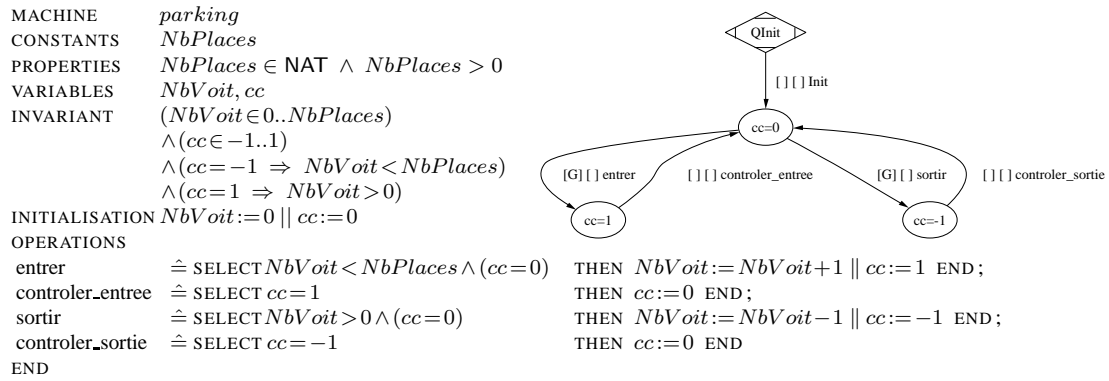 MACHINE parking
CONSTANTS NbPlaces
PROPERTIES NbPlaces ∈ NAT ∧ NbPlaces > 0
VARIABLES NbVoit, cc
INVARIANT (NbVoit∈0..NbPlaces)
∧(cc∈−1..1)
∧(cc=−1 ⇒ NbVoit<NbPlaces)
∧(cc=1 ⇒ NbVoit>0)
INITIALISATION NbVoit:=0 || cc:=0
OPERATIONS
entrer ≙ SELECT NbVoit<NbPlaces∧(cc=0) THEN NbVoit:=NbVoit+1 || cc:=1 END;
controler_entree ≙ SELECT cc=1 THEN cc:=0 END;
sortir ≙ SELECT NbVoit>0∧(cc=0) THEN NbVoit:=NbVoit−1 || cc:=−1 END;
controler_sortie ≙ SELECT cc=−1 THEN cc:=0 END
END
QInit
[ ] [ ] Init
cc=0
[G] [ ] entrer [ ] [ ] controler_entree [G] [ ] sortir [ ] [ ] controler_sortie
cc=1 cc=-1